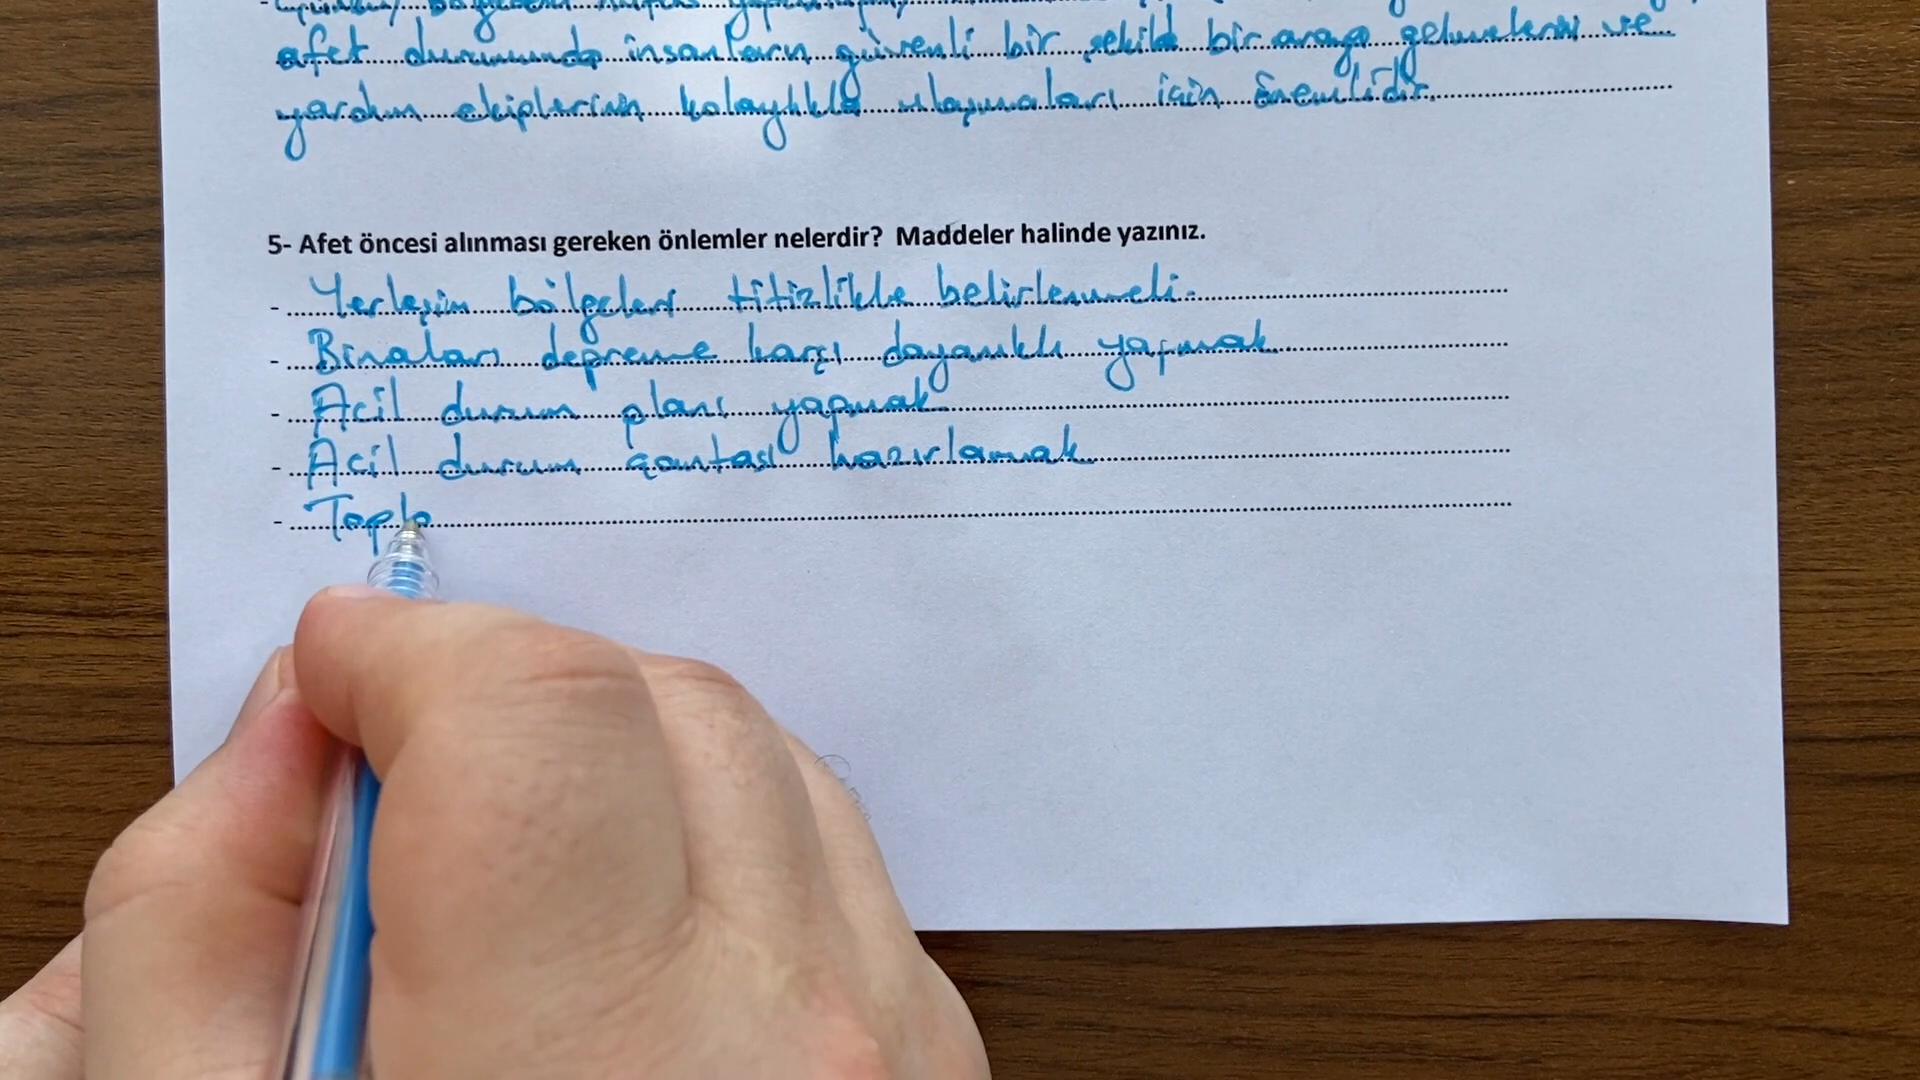 afet durumunda insanların güvenli bir şekilde bir araya gelmelerini ve
yardım ekiplerinin kolaylıkla ulaşmaları için önemlidir.
5- Afet öncesi alınması gereken önlemler nelerdir? Maddeler halinde yazınız.
- Yerleşim bölgeleri titizlikle belirlenmeli.
- Binaları depreme karşı dayanıklı yapmak
- Acil durum planı yapmak
- Acil durum çantası hazırlamak
- Topla